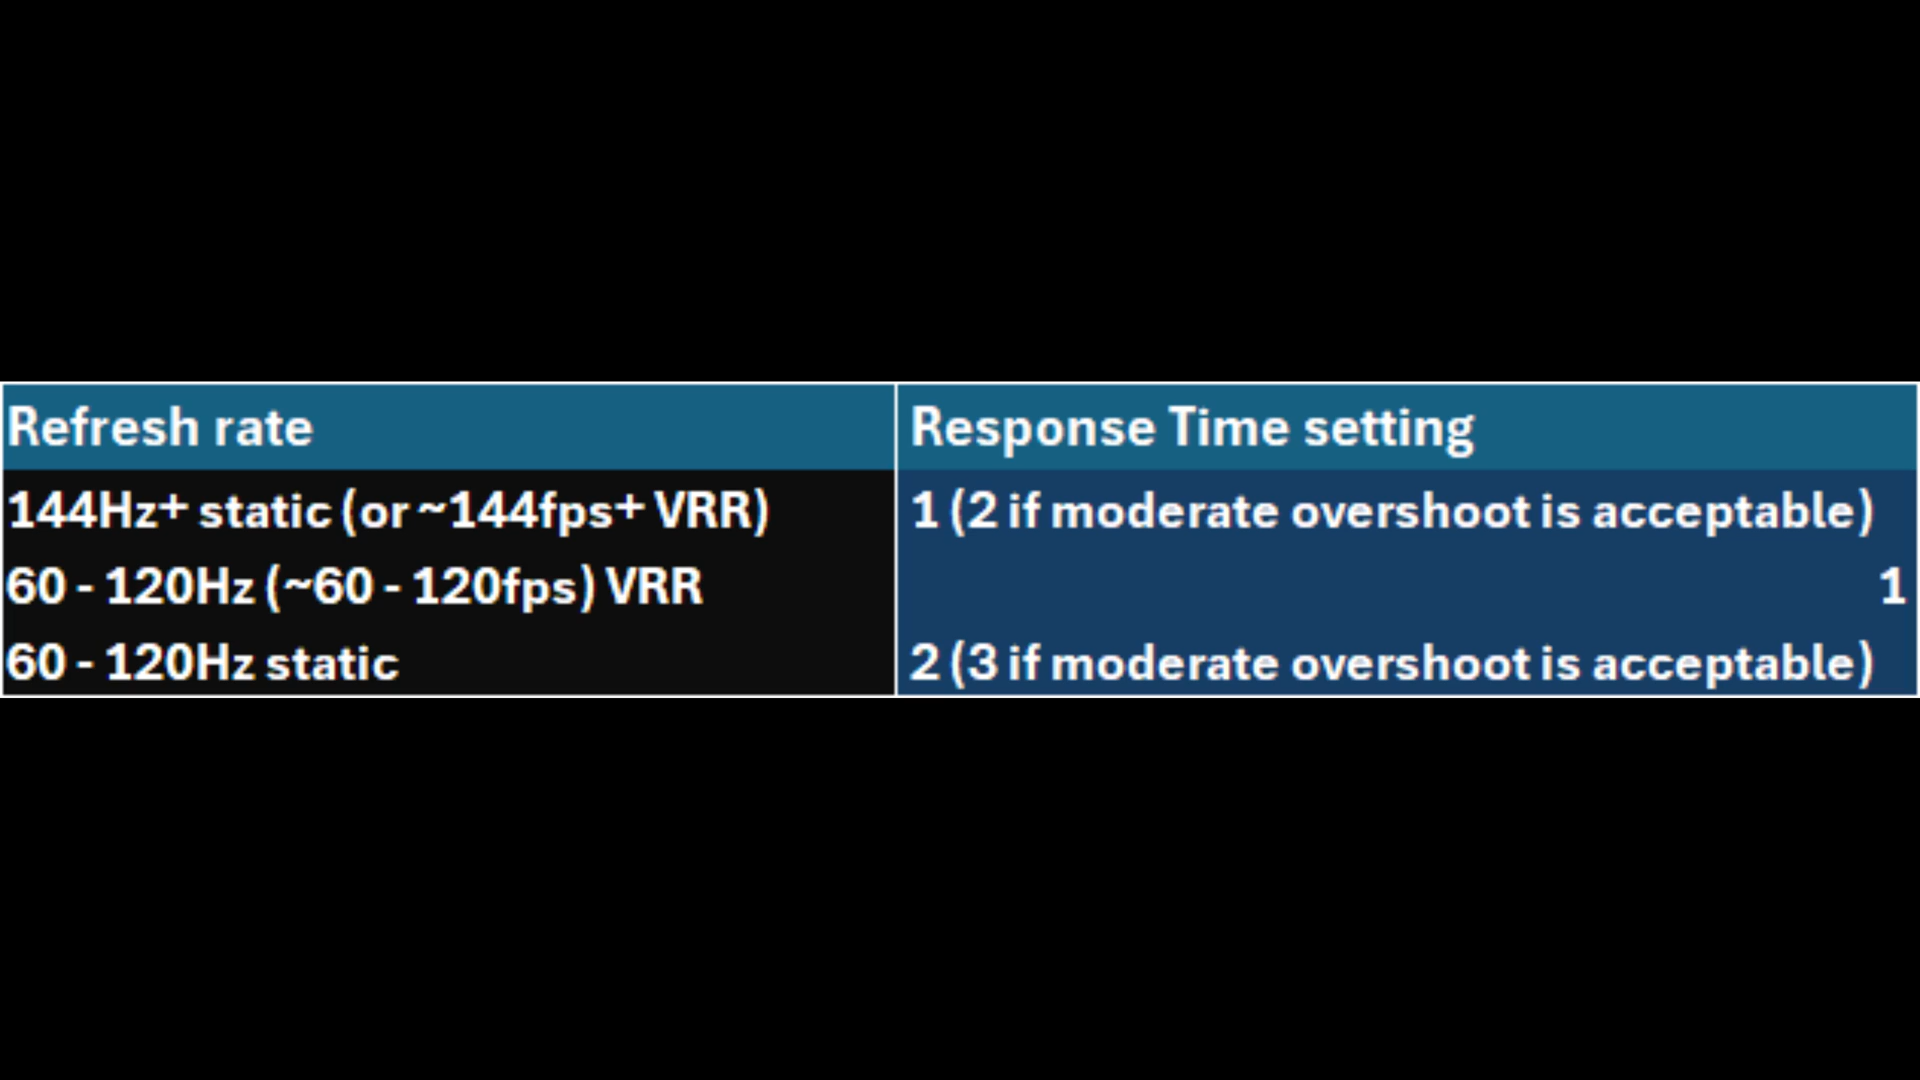 Refresh rate Response Time setting
144Hz+ static (or ~144fps+ VRR) 1 (2 if moderate overshoot is acceptable)
60 - 120Hz (~60 - 120fps) VRR 1
60 - 120Hz static 2 (3 if moderate overshoot is acceptable)